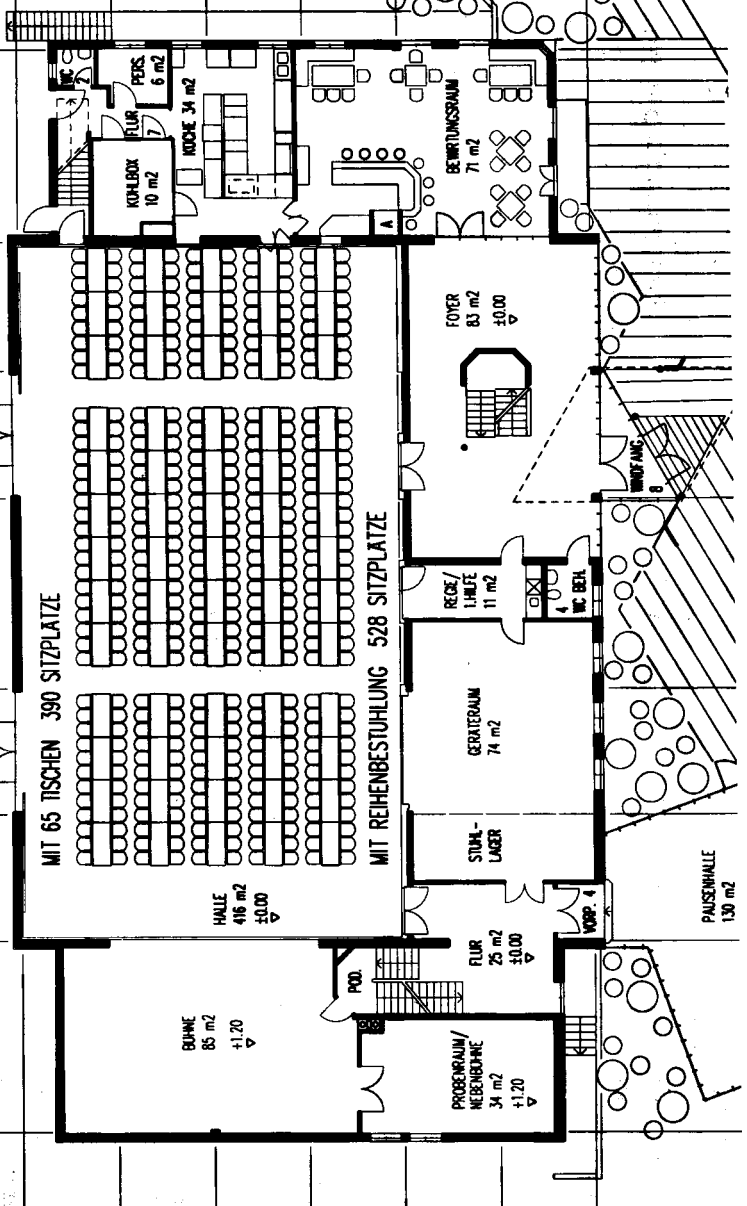 WC
2
PERS.
6 m2
FLUR
7
KÜCHE 34 m2
KÜHLBOX
10 m2
BEWIRTUNGSRAUM
71 m2
A
FOYER
83 m2
±0.00
WINDFANG
8
MIT 65 TISCHEN 390 SITZPLÄTZE
MIT REIHENBESTUHLUNG 528 SITZPLÄTZE
REGIE/
1.HILFE
11 m2
4
WC BEH.
GERÄTERAUM
74 m2
STUHL-
LAGER
HALLE
416 m2
±0.00
FLUR
25 m2
±0.00
VORP. 4
PAUSENHALLE
130 m2
POD.
BÜHNE
85 m2
+1.20
PROBENRAUM/
NEBENBÜHNE
34 m2
+1.20